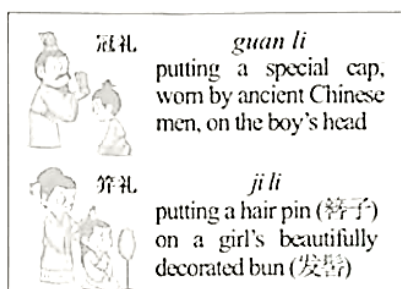 冠礼
guan li
putting a special cap,
worn by ancient Chinese
men, on the boy's head
笄礼
ji li
putting a hair pin (簪子)
on a girl's beautifully
decorated bun (发髻)